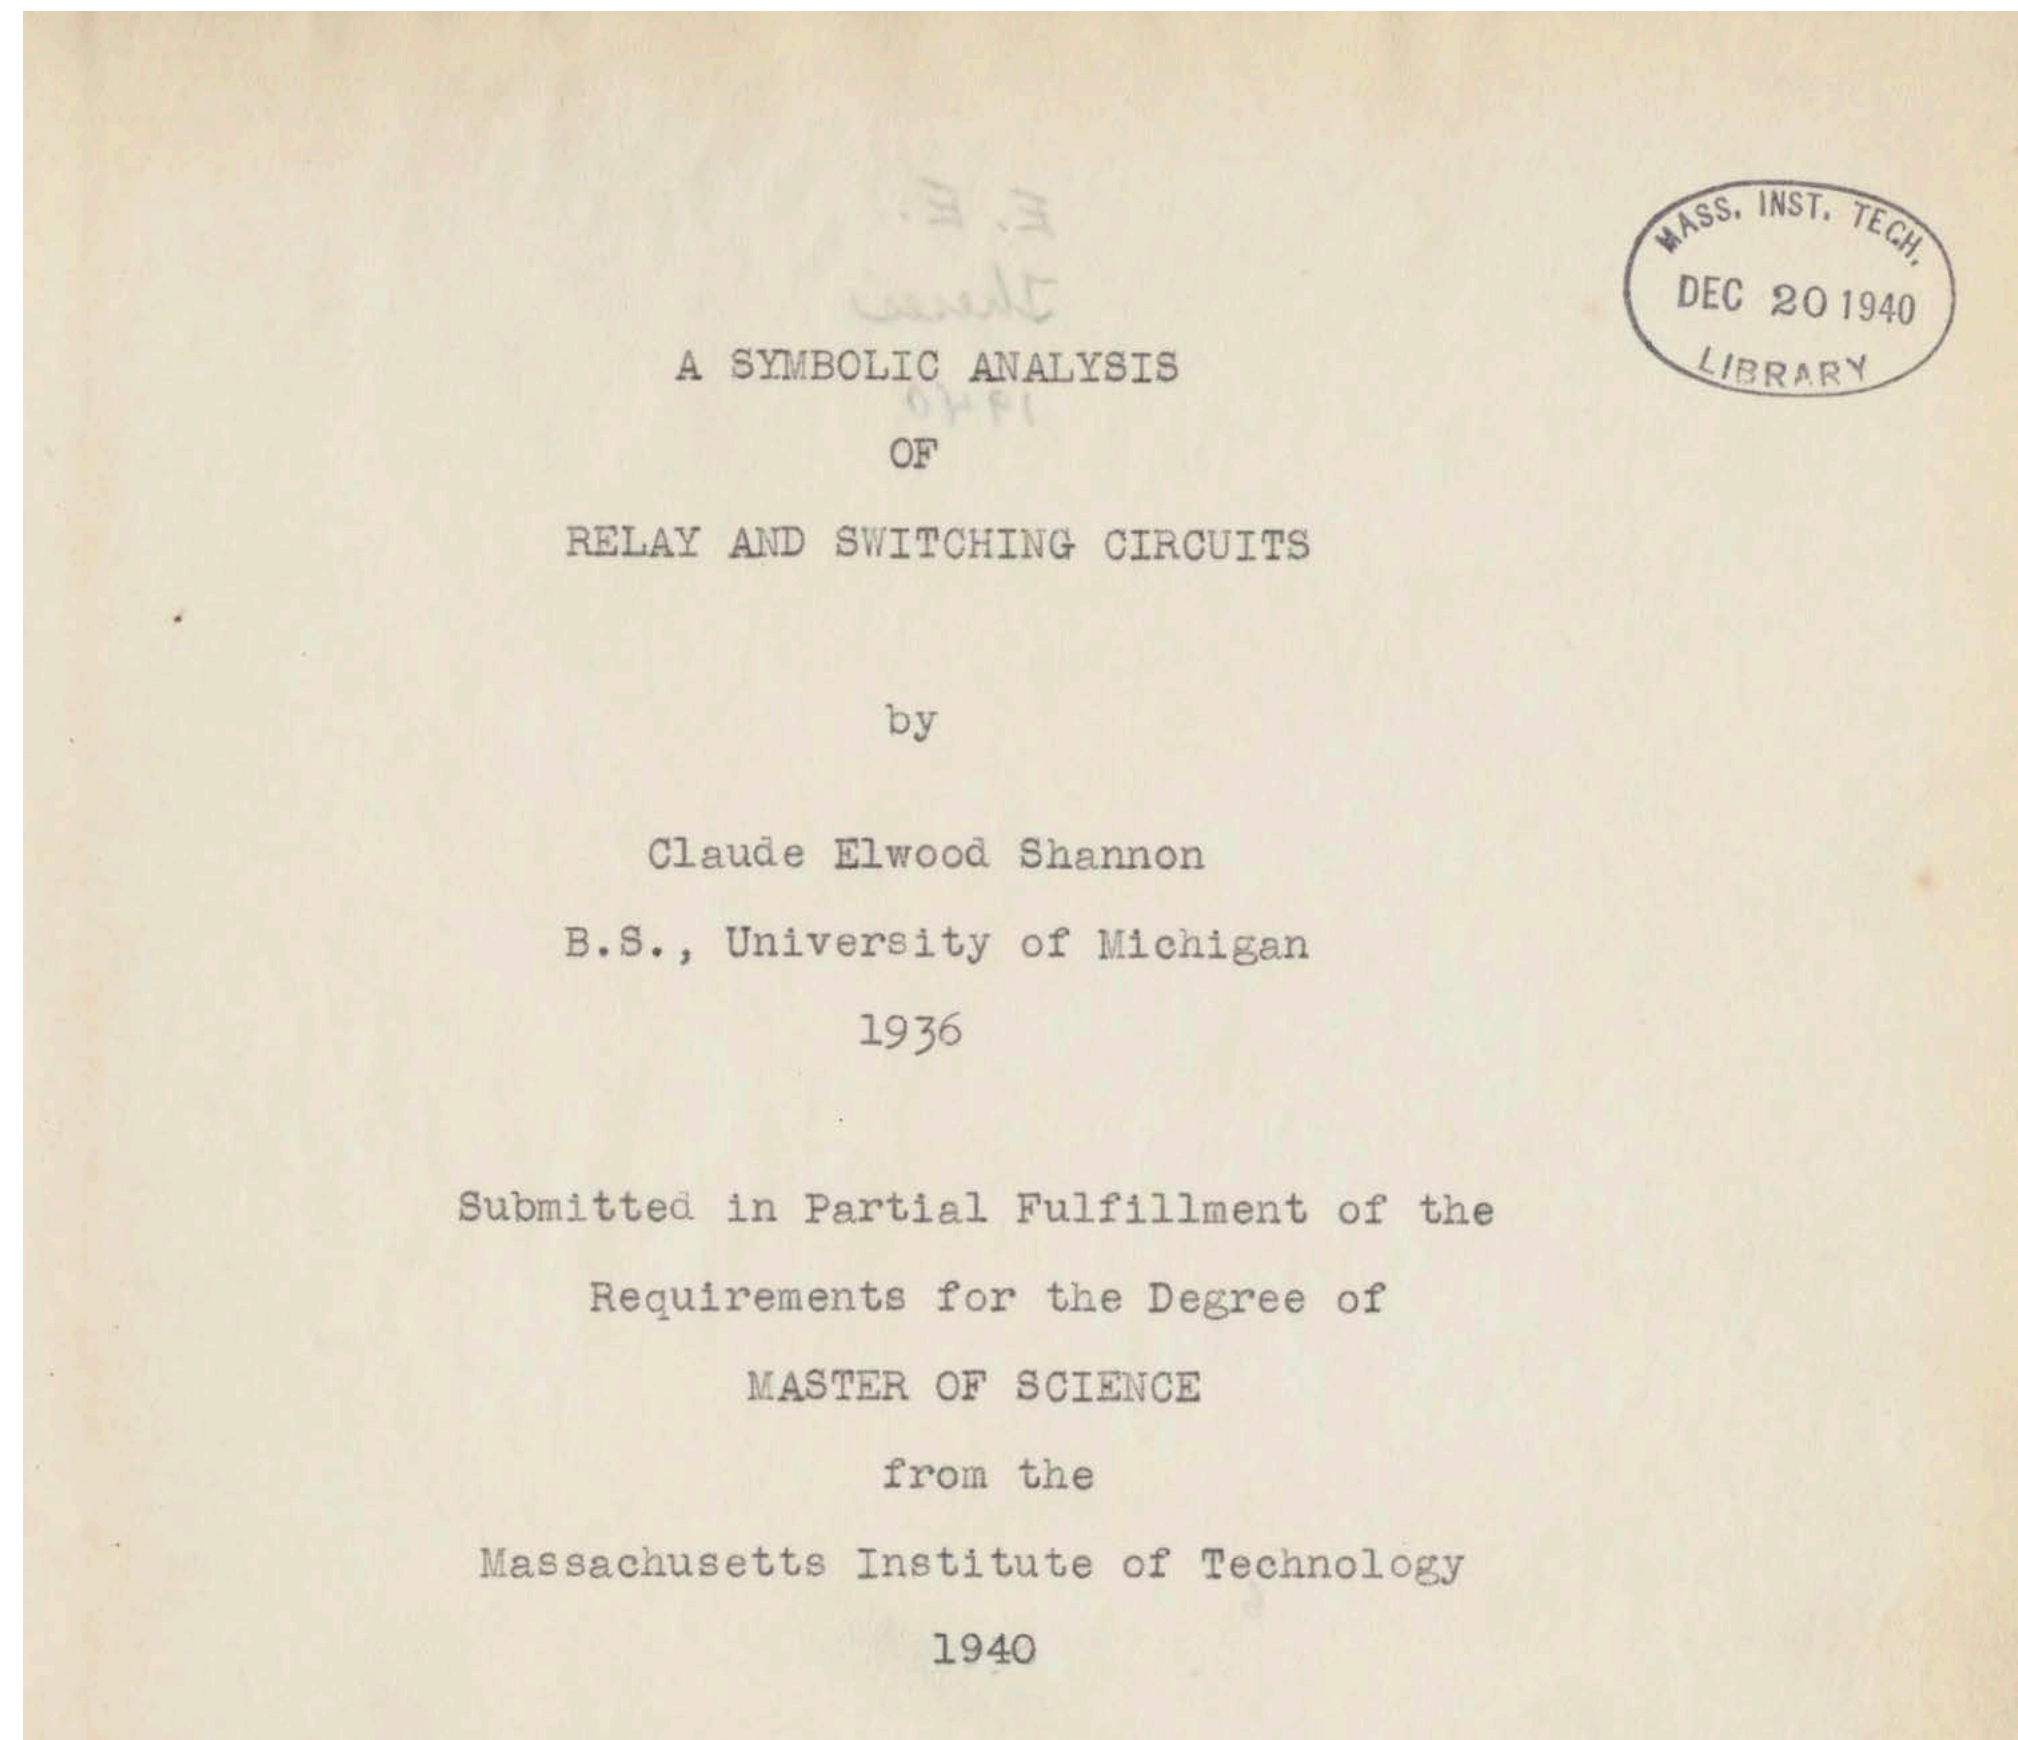 E. E.
Thesis
MASS. INST. TECH.
DEC 20 1940
LIBRARY
A SYMBOLIC ANALYSIS
1940
OF
RELAY AND SWITCHING CIRCUITS
by
Claude Elwood Shannon
B.S., University of Michigan
1936
Submitted in Partial Fulfillment of the
Requirements for the Degree of
MASTER OF SCIENCE
from the
Massachusetts Institute of Technology
1940